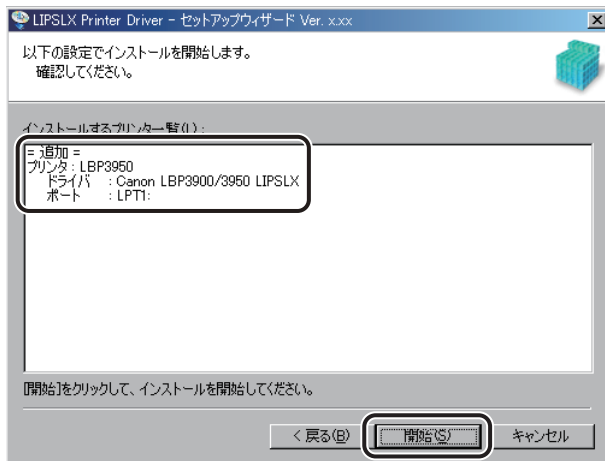 LIPSLX Printer Driver - セットアップウィザード Ver. x.xx
以下の設定でインストールを開始します。
確認してください。
インストールするプリンター覧(L) :
= 追加 =
プリンタ : LBP3950
ドライバ : Canon LBP3900/3950 LIPSLX
ポート : LPT1:
[開始]をクリックして、インストールを開始してください。
< 戻る(B)
開始(S)
キャンセル